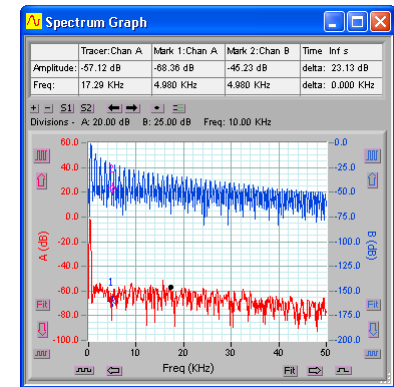 Spectrum Graph
Tracer:Chan A Mark 1:Chan A Mark 2:Chan B Time Inf s
Amplitude: -57.12 dB -68.36 dB -45.23 dB delta: 23.13 dB
Freq: 17.29 KHz 4.980 KHz 4.980 KHz delta: 0.000 KHz
+ - S1 S2
Divisions - A: 20.00 dB B: 25.00 dB Freq: 10.00 KHz
60.0 -0.0
40.0 -25.0
20.0 -50.0
0.0 -75.0
-20.0 -100.0
-40.0 -125.0
-60.0 -150.0
-80.0 -175.0
-100.0 -200.0
A (dB)
B (dB)
1
Fit Fit
0 10 20 30 40 50
Freq (KHz)
Fit